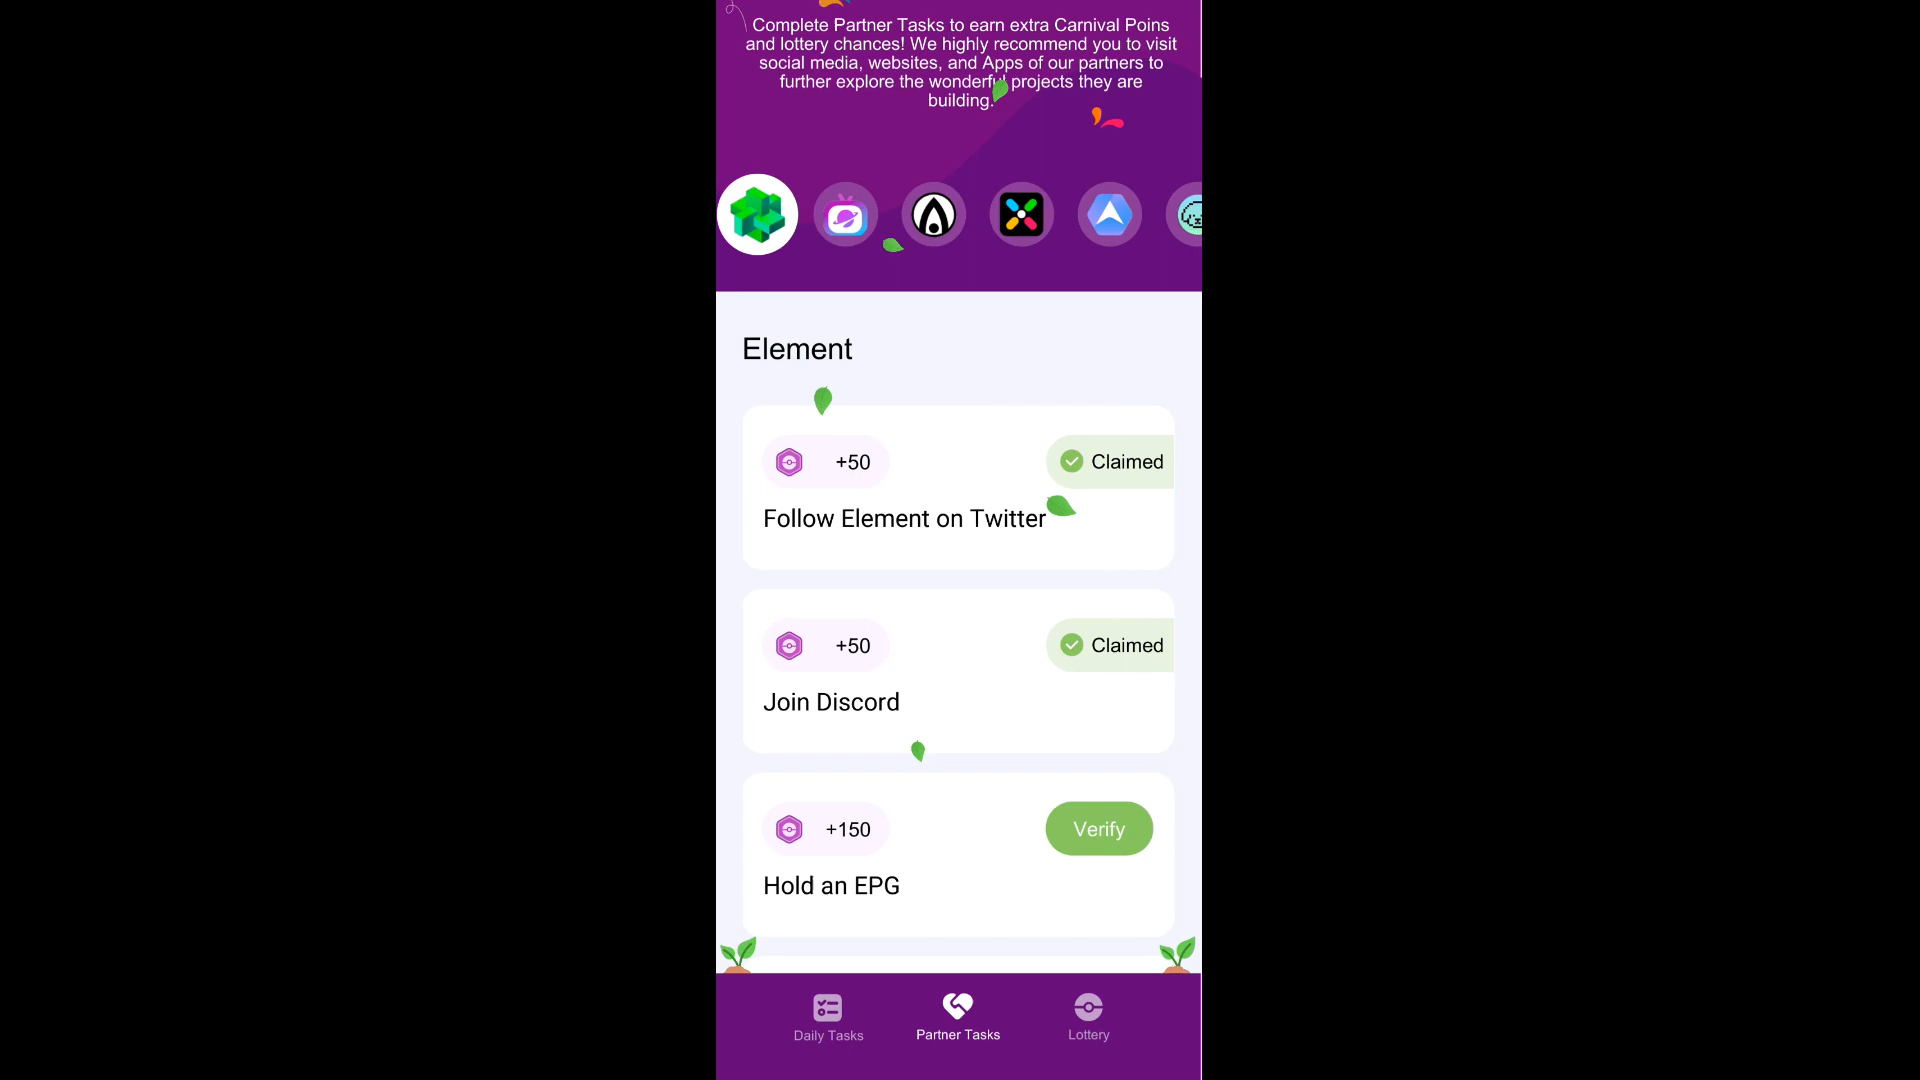 Complete Partner Tasks to earn extra Carnival Poins
and lottery chances! We highly recommend you to visit
social media, websites, and Apps of our partners to
further explore the wonderful projects they are
building.
Element
+50
Claimed
Follow Element on Twitter
+50
Claimed
Join Discord
+150
Verify
Hold an EPG
Daily Tasks
Partner Tasks
Lottery